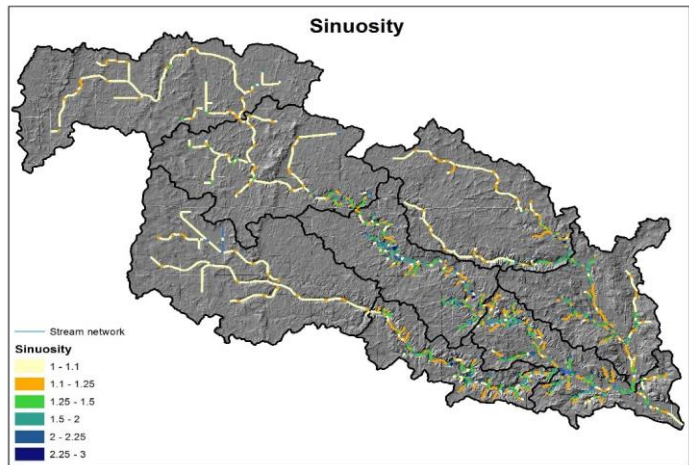 Sinuosity
Stream network
Sinuosity
1 - 1.1
1.1 - 1.25
1.25 - 1.5
1.5 - 2
2 - 2.25
2.25 - 3